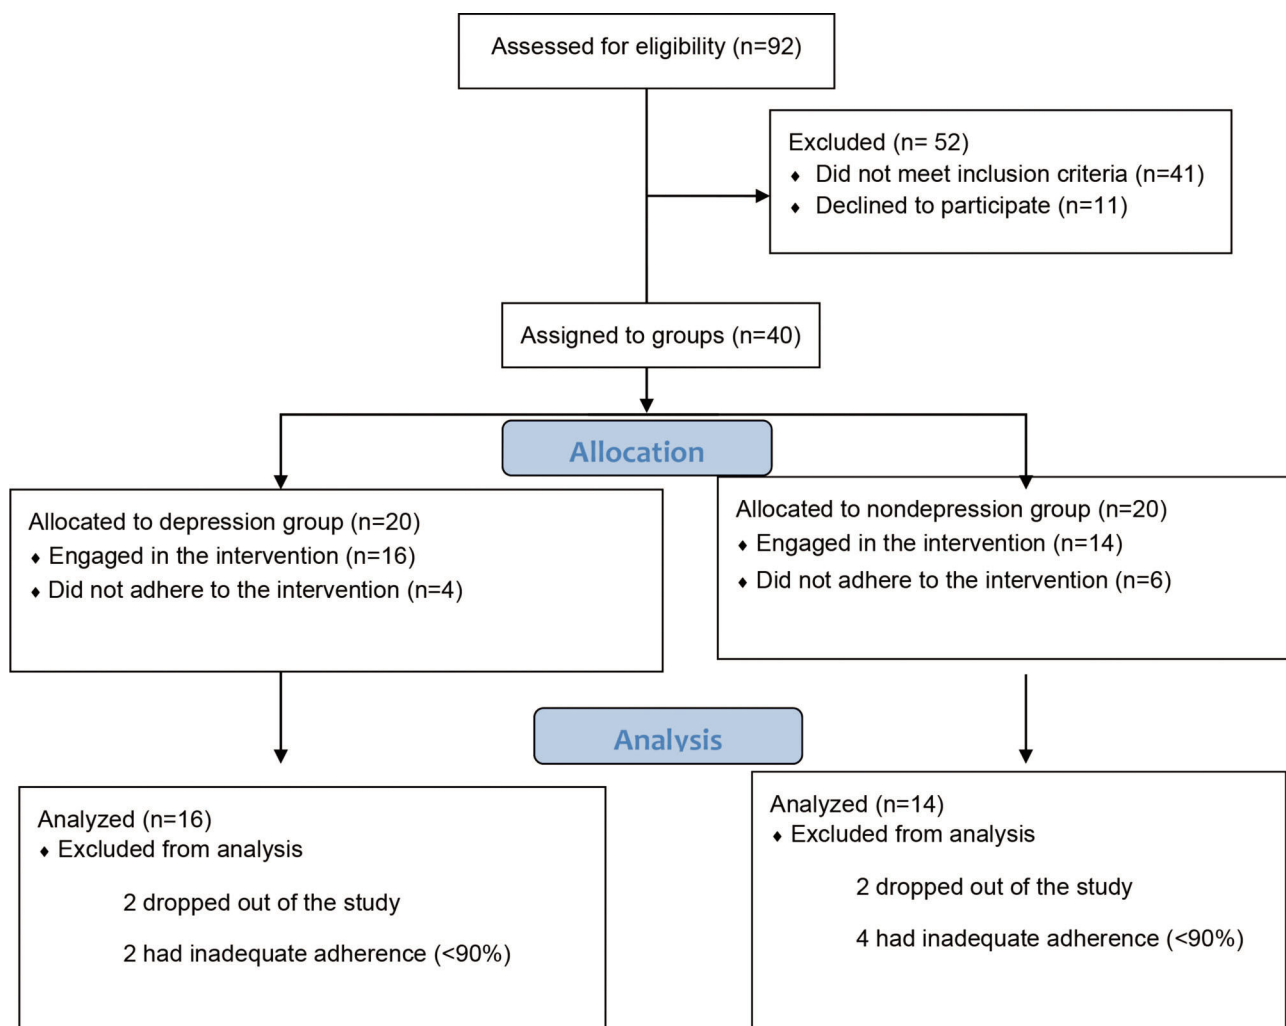 Assessed for eligibility (n=92)
Excluded (n= 52)
♦ Did not meet inclusion criteria (n=41)
♦ Declined to participate (n=11)
Assigned to groups (n=40)
Allocation
Allocated to depression group (n=20)
♦ Engaged in the intervention (n=16)
♦ Did not adhere to the intervention (n=4)
Allocated to nondepression group (n=20)
♦ Engaged in the intervention (n=14)
♦ Did not adhere to the intervention (n=6)
Analysis
Analyzed (n=16)
♦ Excluded from analysis
2 dropped out of the study
2 had inadequate adherence (<90%)
Analyzed (n=14)
♦ Excluded from analysis
2 dropped out of the study
4 had inadequate adherence (<90%)